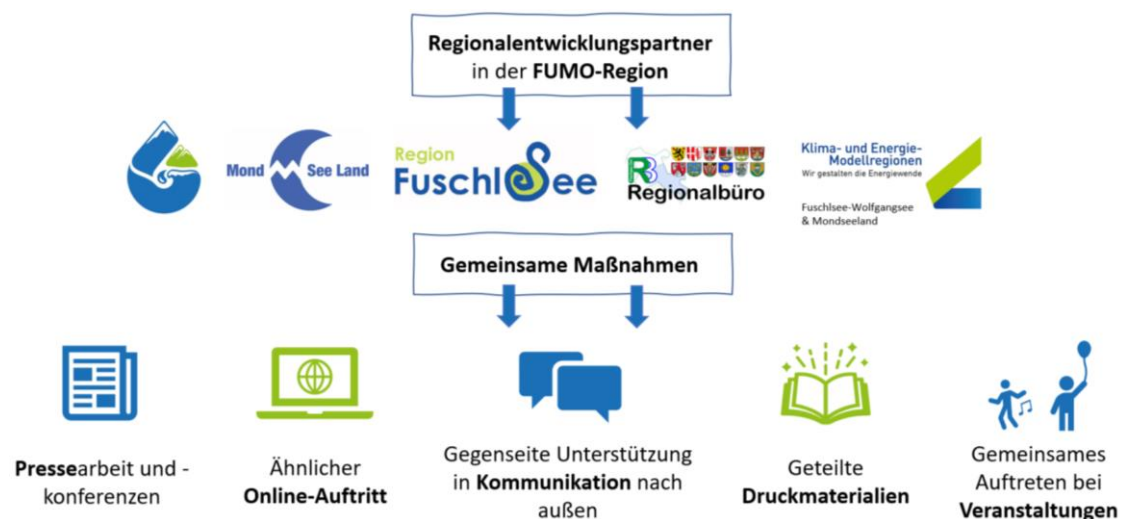 Regionalentwicklungspartner
in der FUMO-Region
Mond See Land
Region
FuschlSee
RB
Regionalbüro
Klima- und Energie-
Modellregionen
Wir gestalten die Energiewende
Fuschlsee-Wolfgangsee
& Mondseeland
Gemeinsame Maßnahmen
Pressearbeit und -
konferenzen
Ähnlicher
Online-Auftritt
Gegenseite Unterstützung
in Kommunikation nach
außen
Geteilte
Druckmaterialien
Gemeinsames
Auftreten bei
Veranstaltungen